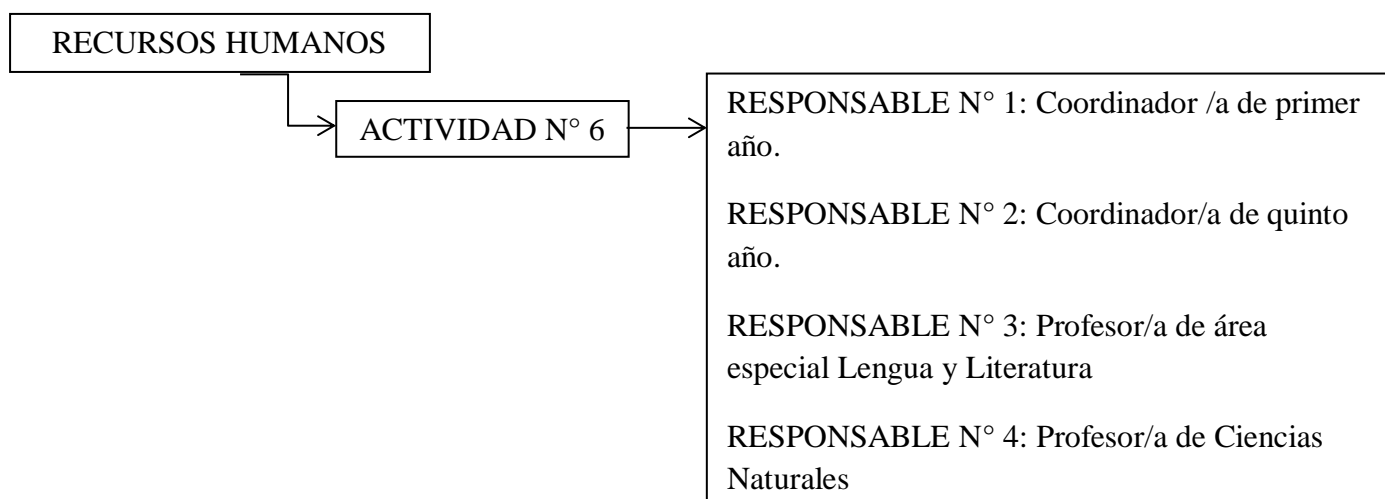 RECURSOS HUMANOS
ACTIVIDAD N° 6
RESPONSABLE N° 1: Coordinador /a de primer
año.
RESPONSABLE N° 2: Coordinador/a de quinto
año.
RESPONSABLE N° 3: Profesor/a de área
especial Lengua y Literatura
RESPONSABLE N° 4: Profesor/a de Ciencias
Naturales